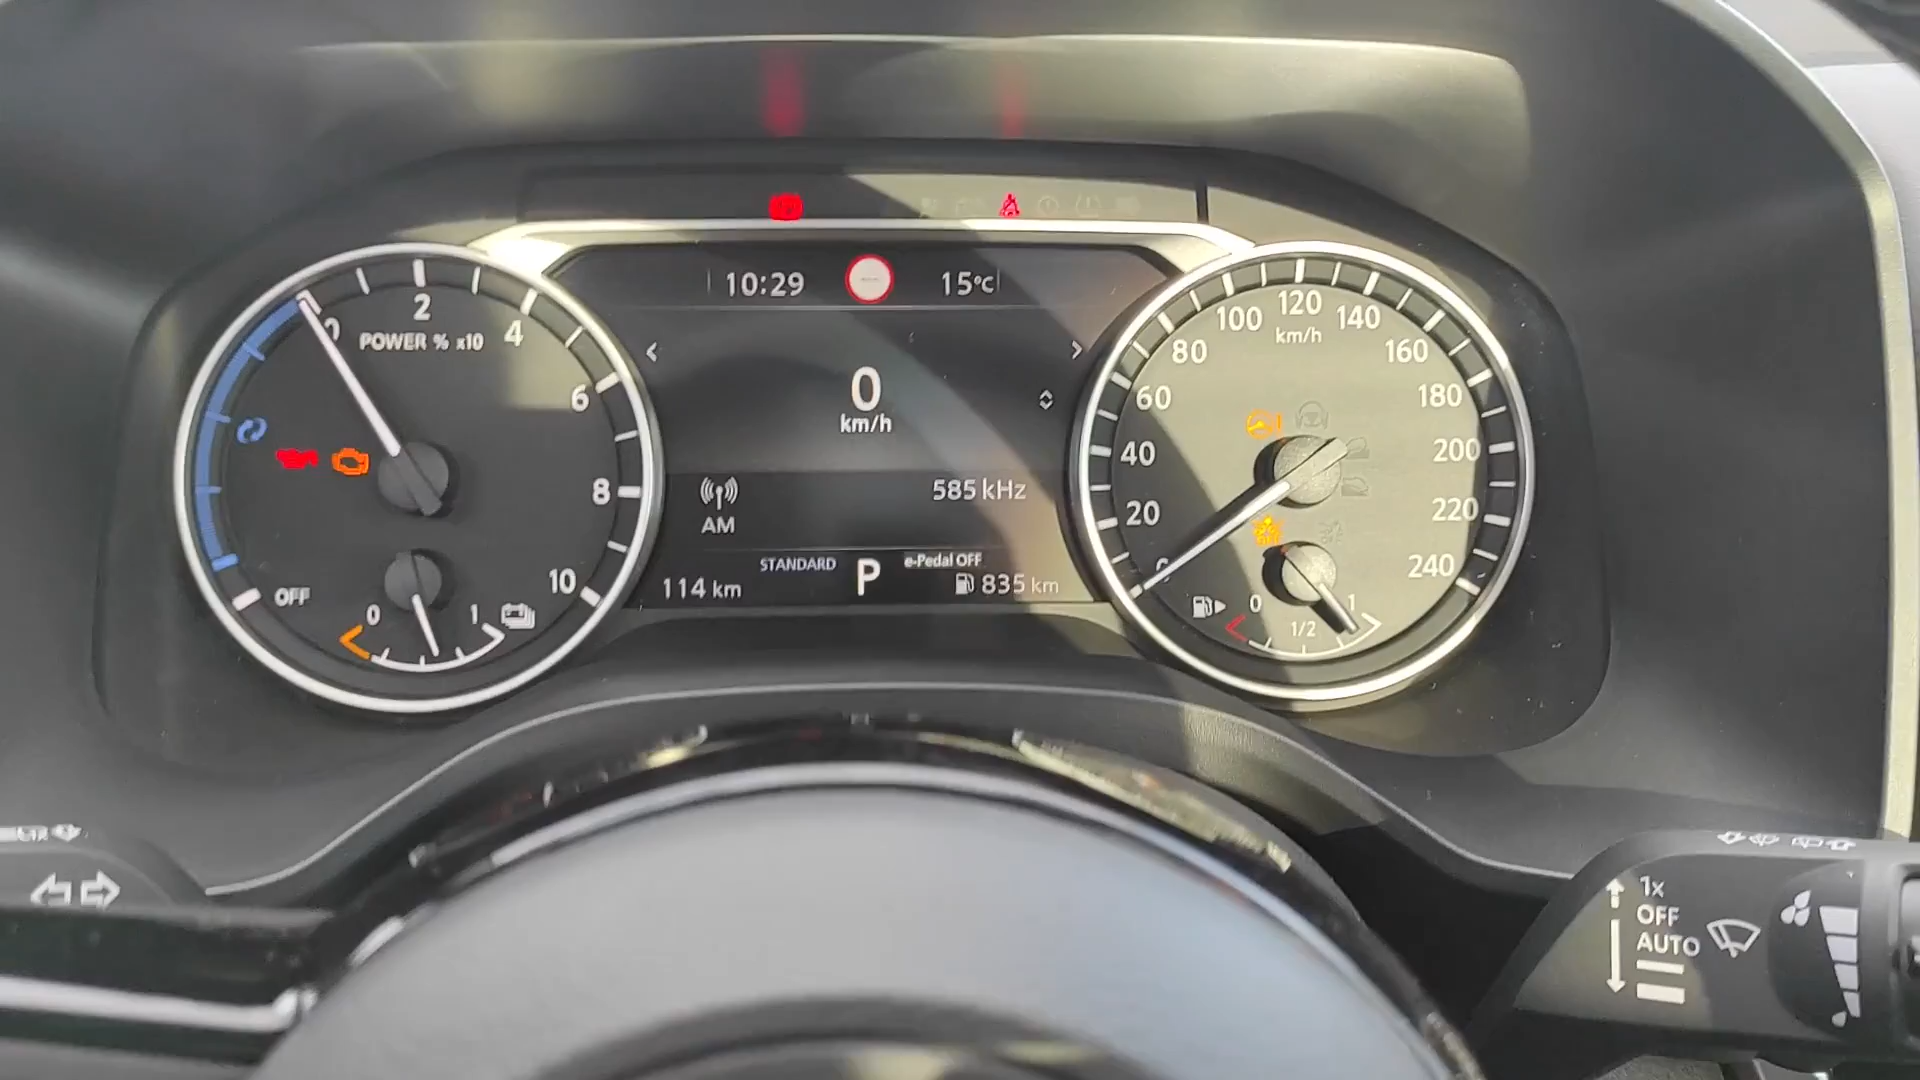 10:29
15°C
0
2
4
6
8
10
POWER % x10
OFF
0
1
0
km/h
AM
585 kHz
STANDARD
P
e-Pedal OFF
114 km
835 km
0
20
40
60
80
100
120
140
160
180
200
220
240
km/h
0
1/2
1
1x
OFF
AUTO